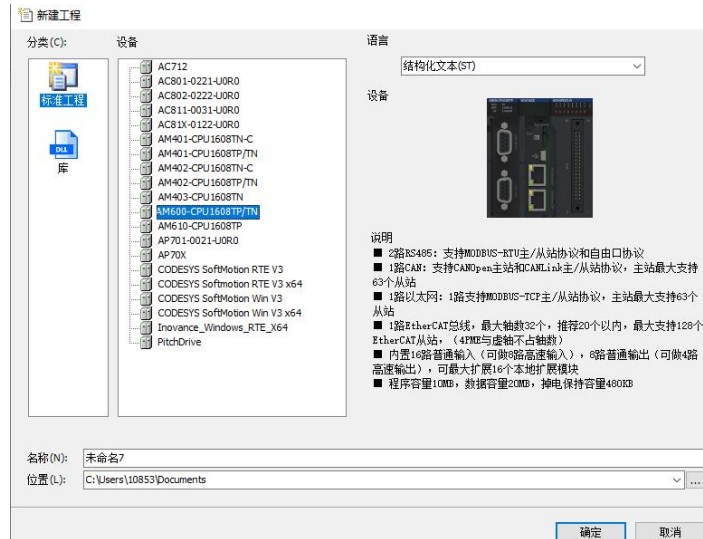 新建工程
分类(C):
标准工程
库
设备
AC712
AC801-0221-U0R0
AC802-0222-U0R0
AC811-0031-U0R0
AC81X-0122-U0R0
AM401-CPU1608TN-C
AM401-CPU1608TP/TN
AM402-CPU1608TN-C
AM402-CPU1608TP/TN
AM403-CPU1608TN
AM600-CPU1608TP/TN
AM610-CPU1608TP
AP701-0021-U0R0
AP70X
CODESYS SoftMotion RTE V3
CODESYS SoftMotion RTE V3 x64
CODESYS SoftMotion Win V3
CODESYS SoftMotion Win V3 x64
Inovance_Windows_RTE_X64
PitchDrive
语言
结构化文本(ST)
设备
说明
■ 2路RS485: 支持MODBUS-RTU主/从站协议和自由口协议
■ 1路CAN: 支持CANOpen主站和CANLink主/从站协议, 主站最大支持
63个从站
■ 1路以太网: 1路支持MODBUS-TCP主/从站协议, 主站最大支持63个
从站
■ 1路EtherCAT总线, 最大轴数32个, 推荐20个以内, 最大支持128个
EtherCAT从站, (4PME与虚轴不占轴数)
■ 内置16路普通输入 (可做8路高速输入) , 8路普通输出 (可做4路
高速输出) , 可最大扩展16个本地扩展模块
■ 程序容量10MB, 数据容量20MB, 掉电保持容量480KB
名称(N): 未命名7
位置(L): C:\Users\10853\Documents
...
确定 取消